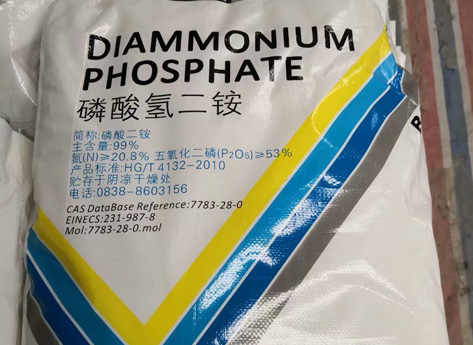 DIAMMONIUM
PHOSPHATE
磷酸氢二铵
简称:磷酸二铵
主含量:99%
氮(N)≥20.8% 五氧化二磷(P₂O₅)≥53%
产品标准:HG/T 4132-2010
贮存于阴凉干燥处
电话:0838-8603156
CAS DataBase Reference:7783-28-0
EINECS:231-987-8
Mol:7783-28-0.mol